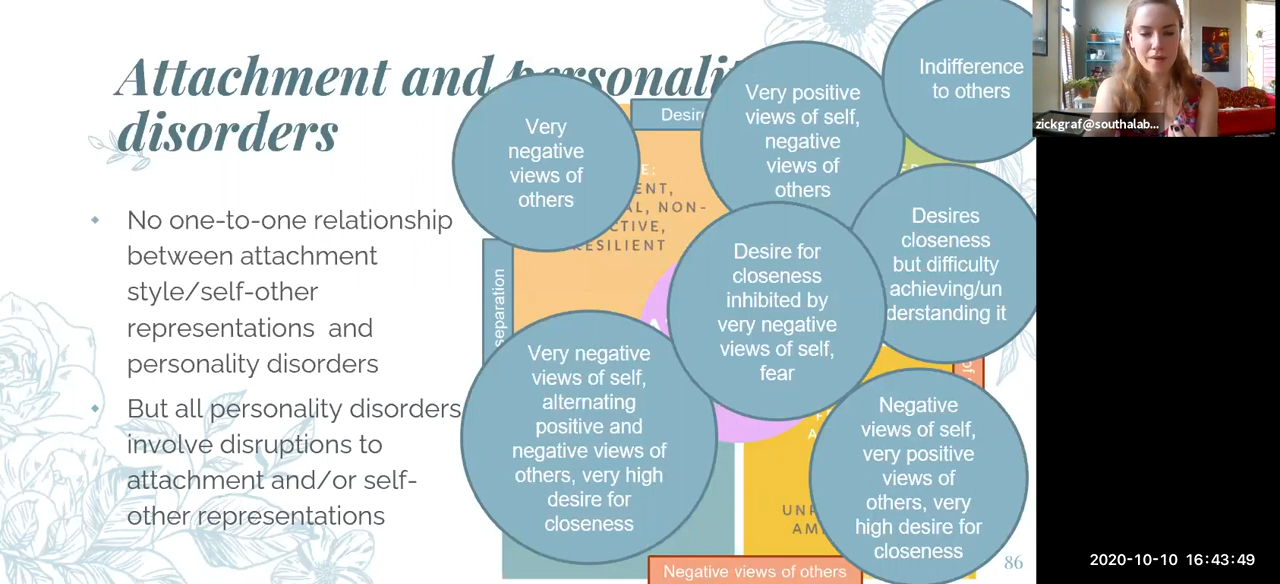 Attachment and personali
disorders
No one-to-one relationship
between attachment
style/self-other
representations and
personality disorders
But all personality disorders
involve disruptions to
attachment and/or self-
other representations
Very
negative
views of
others
Very positive
views of self,
negative
views of
others
Indifference
to others
Desires
closeness
but difficulty
achieving/un
derstanding it
Desire for
closeness
inhibited by
very negative
views of self,
fear
Very negative
views of self,
alternating
positive and
negative views of
others, very high
desire for
closeness
Negative
views of self,
very positive
views of
others, very
high desire for
closeness
separation
Negative views of others
86
zickgraf@southalab...
2020-10-10 16:43:49